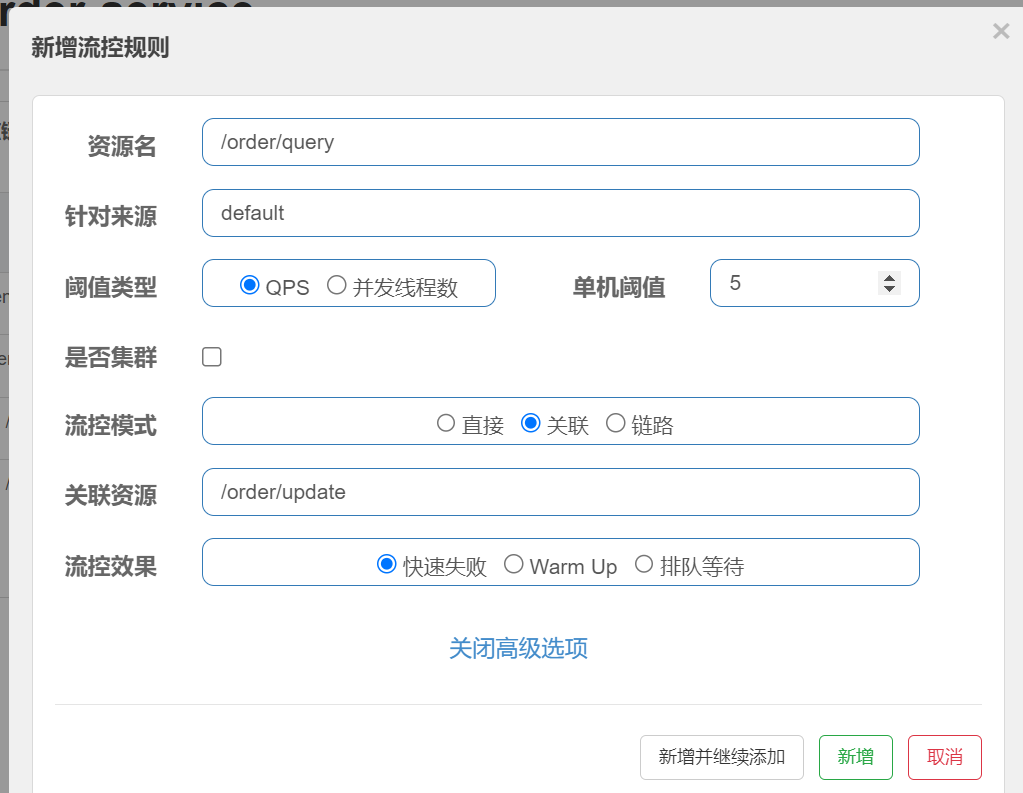 新增流控规则
×
资源名 /order/query
针对来源 default
阈值类型 QPS 并发线程数 单机阈值 5
是否集群
流控模式 直接 关联 链路
关联资源 /order/update
流控效果 快速失败 Warm Up 排队等待
关闭高级选项
新增并继续添加 新增 取消